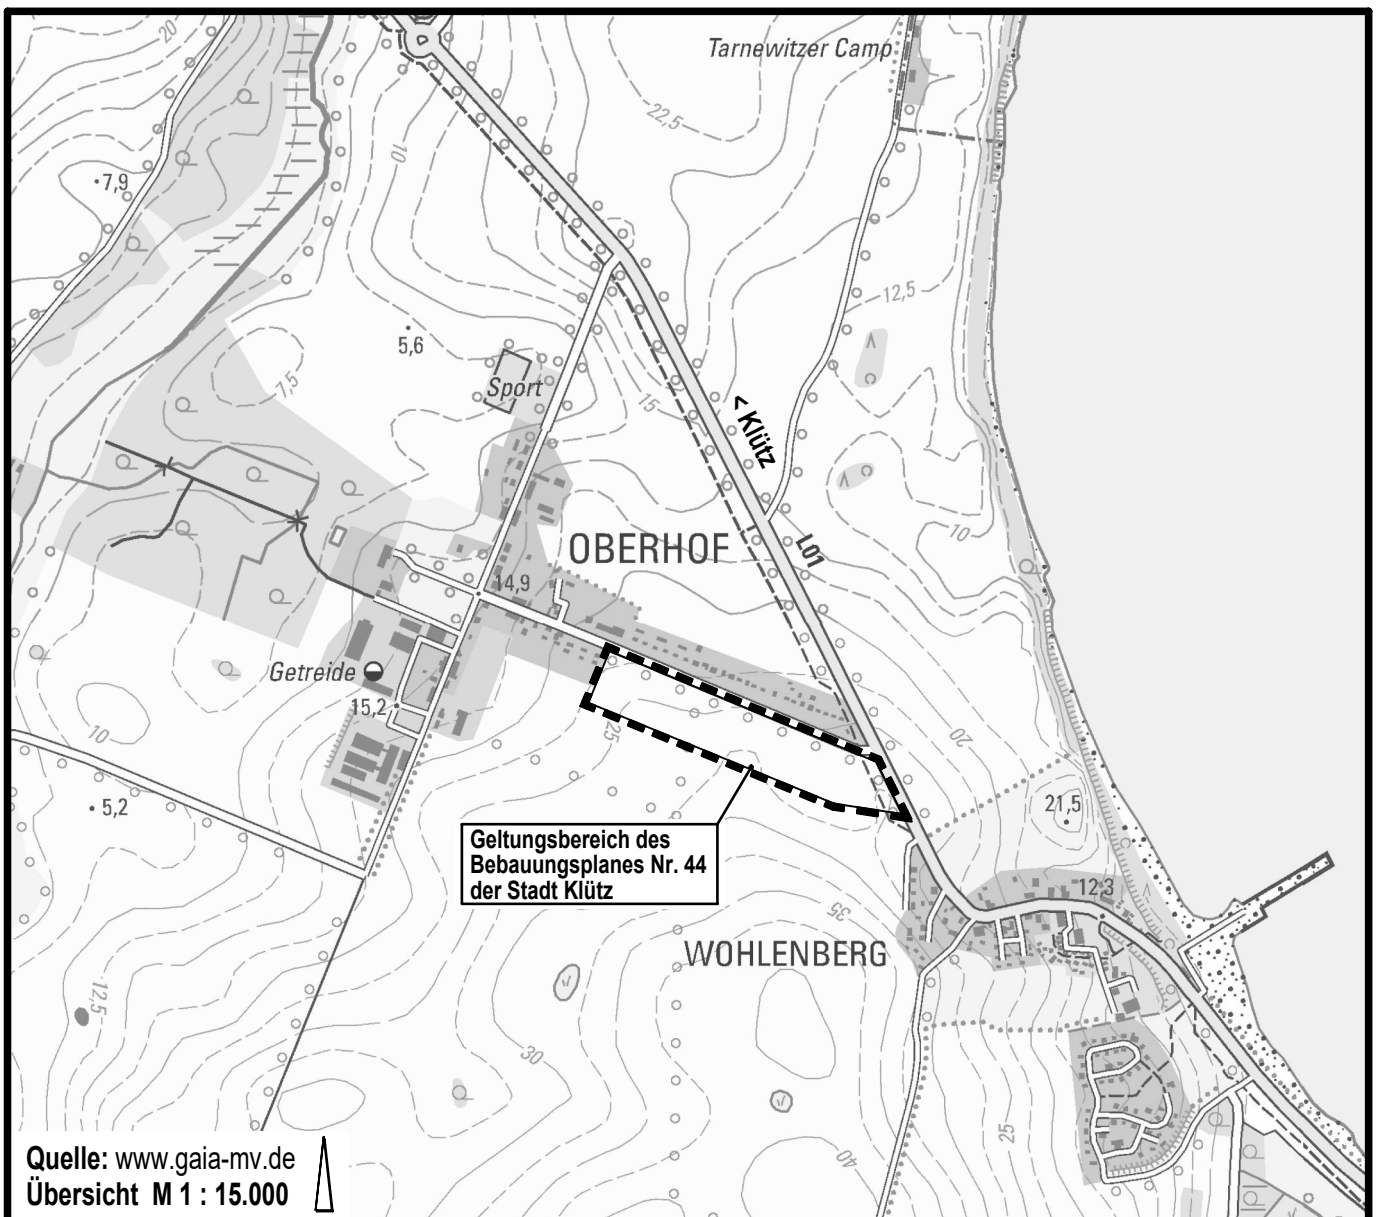 20
Tarnewitzer Camp
22,5
10
7,9
12,5
5,6
7,5
Sport
15
< Klütz
10
L01
OBERHOF
14,9
Getreide
15,2
25
10
20
5,2
21,5
Geltungsbereich des
Bebauungsplanes Nr. 44
der Stadt Klütz
12,3
35
WOHLENBERG
12,5
30
25
40
Quelle: www.gaia-mv.de
Übersicht M 1 : 15.000